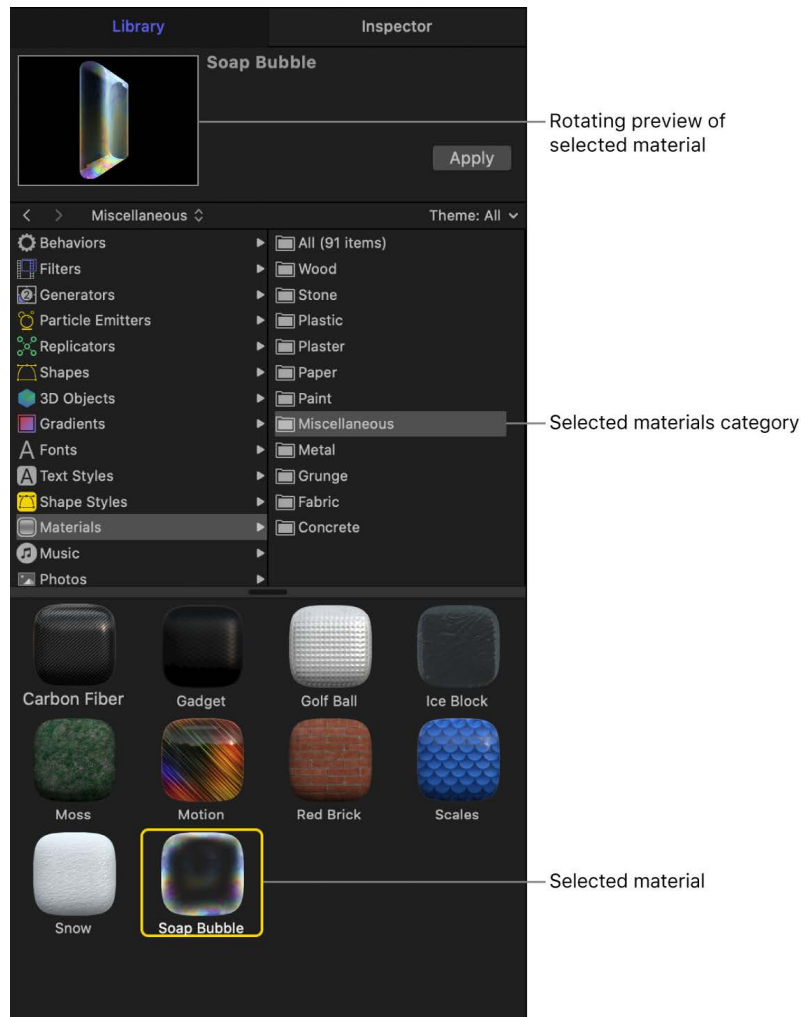 Library
Inspector
Soap Bubble
Rotating preview of
selected material
Apply
Miscellaneous
Theme: All
Behaviors
All (91 items)
Filters
Wood
2
Generators
Stone
Particle Emitters
Plastic
Replicators
Plaster
Shapes
Paper
3D Objects
Paint
Gradients
Miscellaneous
Selected materials category
A Fonts
Metal
A Text Styles
Grunge
Shape Styles
Fabric
Materials
Concrete
Music
Photos
Carbon Fiber
Gadget
Golf Ball
Ice Block
Moss
Motion
Red Brick
Scales
Selected material
Snow
Soap Bubble